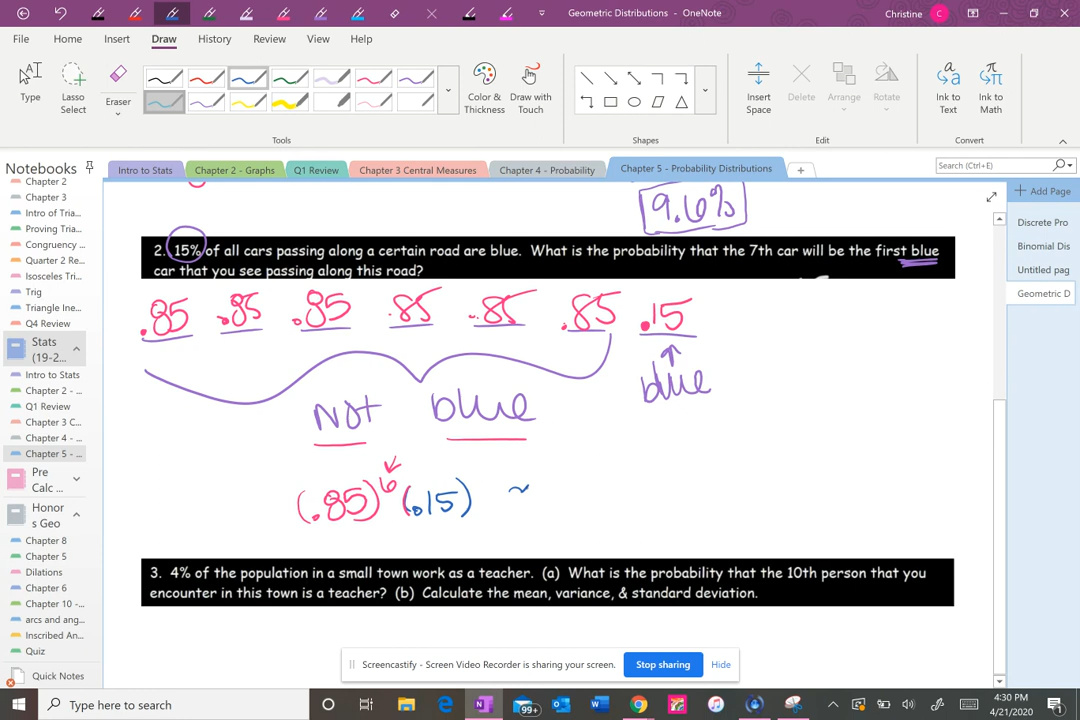 Geometric Distributions - OneNote
Christine
C
File
Home
Insert
Draw
History
Review
View
Help
Type
Lasso Select
Eraser
Color & Thickness
Draw with Touch
Insert Space
Delete
Arrange
Rotate
Ink to Text
Ink to Math
Tools
Shapes
Edit
Convert
Notebooks
Intro to Stats
Chapter 2 - Graphs
Q1 Review
Chapter 3 Central Measures
Chapter 4 - Probability
Chapter 5 - Probability Distributions
Search (Ctrl+E)
Chapter 2
Chapter 3
Intro of Tria...
Proving Tria...
Congruency ...
Quarter 2 Re...
Isosceles Tri...
Trig
Triangle Ine...
Q4 Review
Stats (19-2...
Intro to Stats
Chapter 2 - ...
Q1 Review
Chapter 3 C...
Chapter 4 - ...
Chapter 5 - ...
Pre Calc ...
Honors Geo
Chapter 8
Chapter 5
Dilations
Chapter 6
Chapter 10 - ...
arcs and ang...
Inscribed An...
Quiz
Quick Notes
Add Page
Discrete Pro
Binomial Dis
Untitled pag
Geometric D
9.6%
2. 15% of all cars passing along a certain road are blue. What is the probability that the 7th car will be the first blue
car that you see passing along this road?
.85 .85 .85 .85 .85 .85 .15
blue
Not blue
(.85)⁶ (.15) ≈
3. 4% of the population in a small town work as a teacher. (a) What is the probability that the 10th person that you
encounter in this town is a teacher? (b) Calculate the mean, variance, & standard deviation.
Screencastify - Screen Video Recorder is sharing your screen.
Stop sharing
Hide
Type here to search
99+
4:30 PM
4/21/2020
1